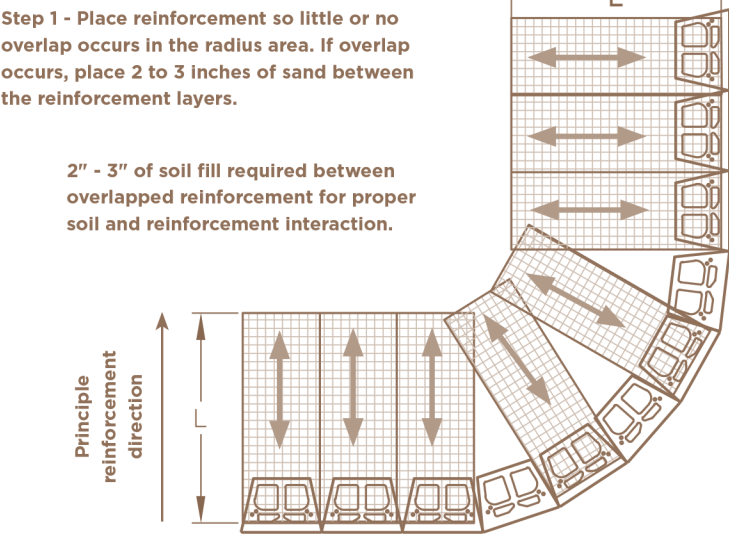 Step 1 - Place reinforcement so little or no
overlap occurs in the radius area. If overlap
occurs, place 2 to 3 inches of sand between
the reinforcement layers.
2" - 3" of soil fill required between
overlapped reinforcement for proper
soil and reinforcement interaction.
L
Principle
reinforcement
direction
L